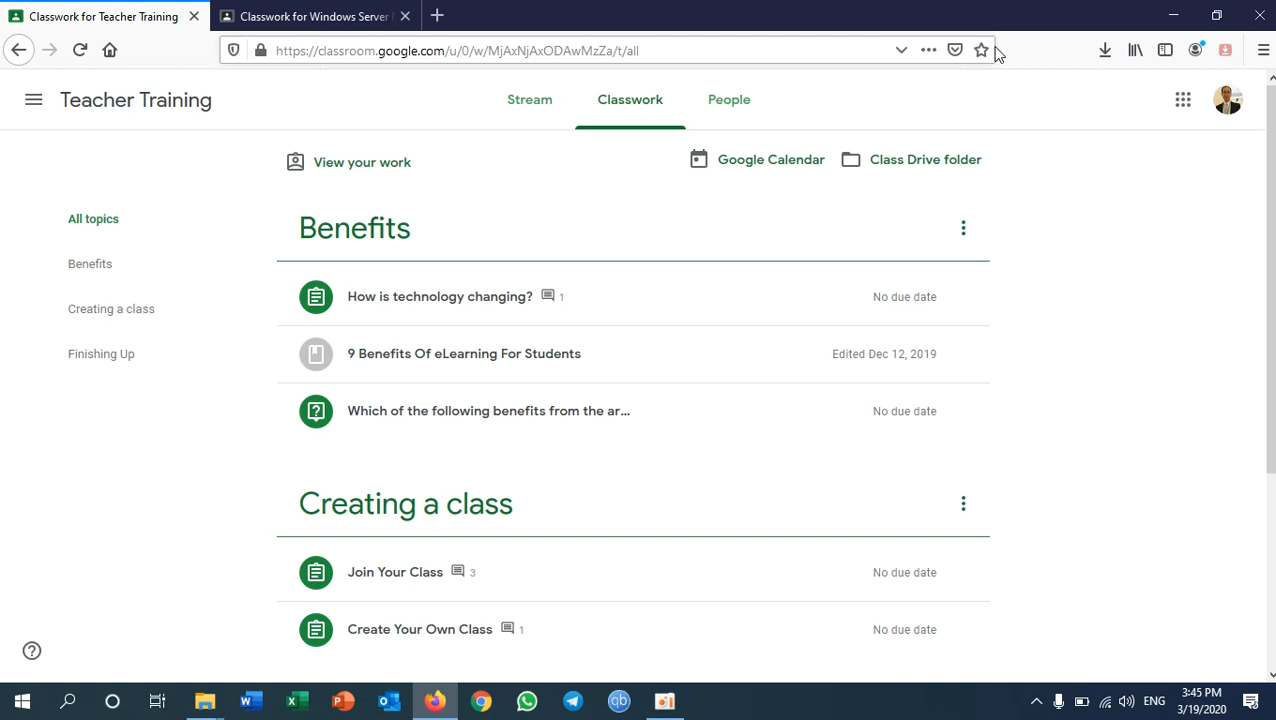 Classwork for Teacher Training
Classwork for Windows Server
https://classroom.google.com/u/0/w/MjAxNjAxODAwMzZa/t/all
Teacher Training
Stream
Classwork
People
View your work
Google Calendar
Class Drive folder
All topics
Benefits
Creating a class
Finishing Up
Benefits
How is technology changing?
1
No due date
9 Benefits Of eLearning For Students
Edited Dec 12, 2019
Which of the following benefits from the ar...
No due date
Creating a class
Join Your Class
3
No due date
Create Your Own Class
1
No due date
ENG
3:45 PM
3/19/2020